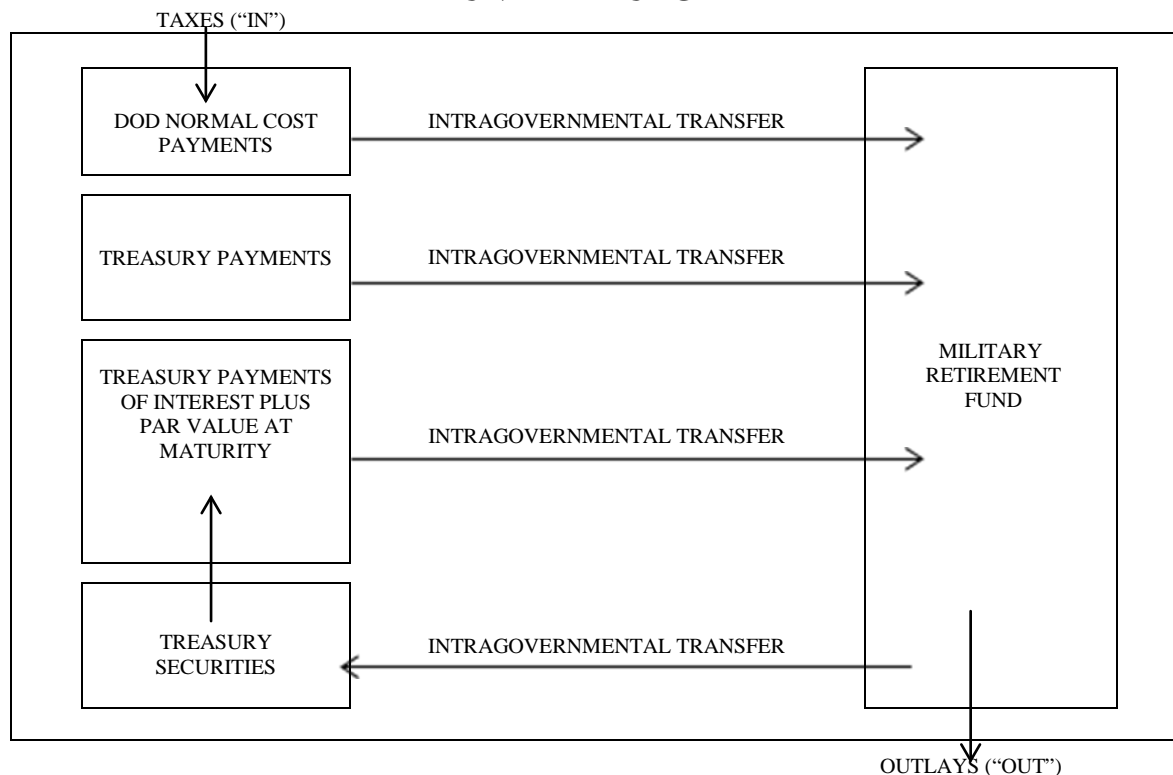 TAXES (“IN”)
DOD NORMAL COST
PAYMENTS
INTRAGOVERNMENTAL TRANSFER
TREASURY PAYMENTS
INTRAGOVERNMENTAL TRANSFER
TREASURY PAYMENTS
OF INTEREST PLUS
PAR VALUE AT
MATURITY
INTRAGOVERNMENTAL TRANSFER
MILITARY
RETIREMENT
FUND
TREASURY
SECURITIES
INTRAGOVERNMENTAL TRANSFER
OUTLAYS (“OUT”)